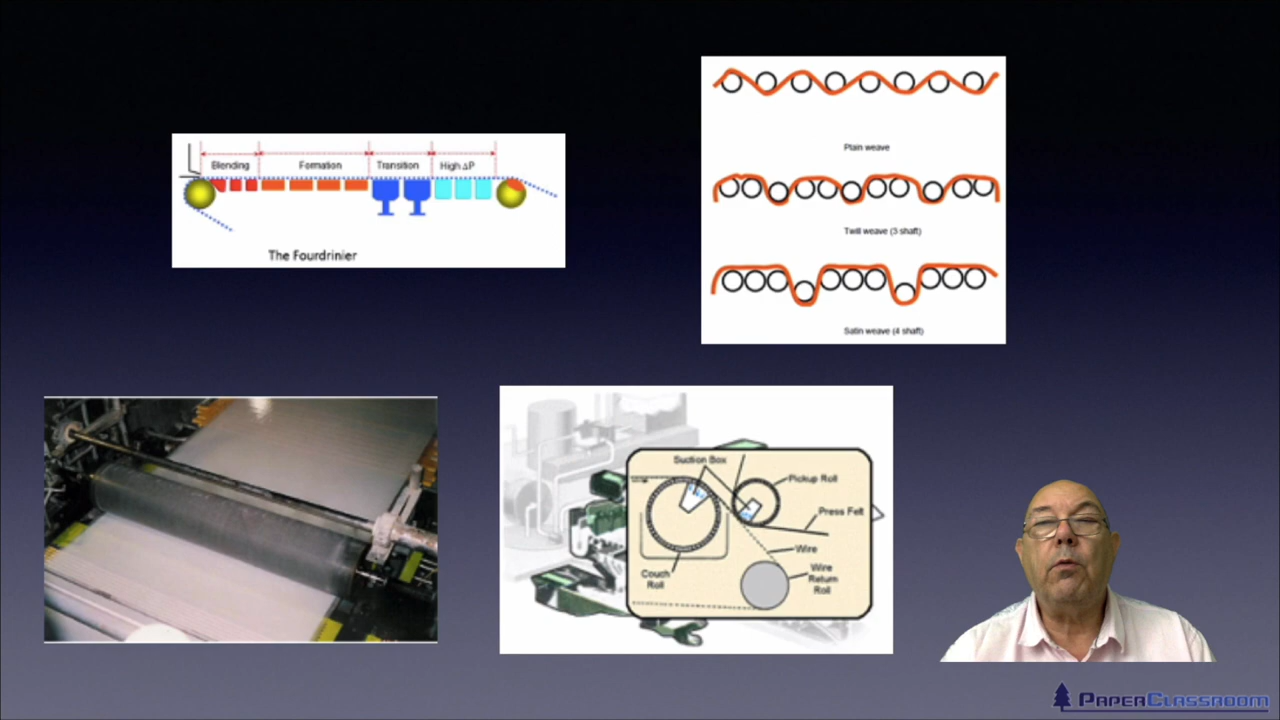 Blending Formation Transition High ΔP
The Fourdrinier
Plain weave
Twill weave (3 shaft)
Satin weave (4 shaft)
Suction Box
Pickup Roll
Press Felt
Wire
Couch
Roll
Wire
Return
Roll
PAPERCLASSROOM